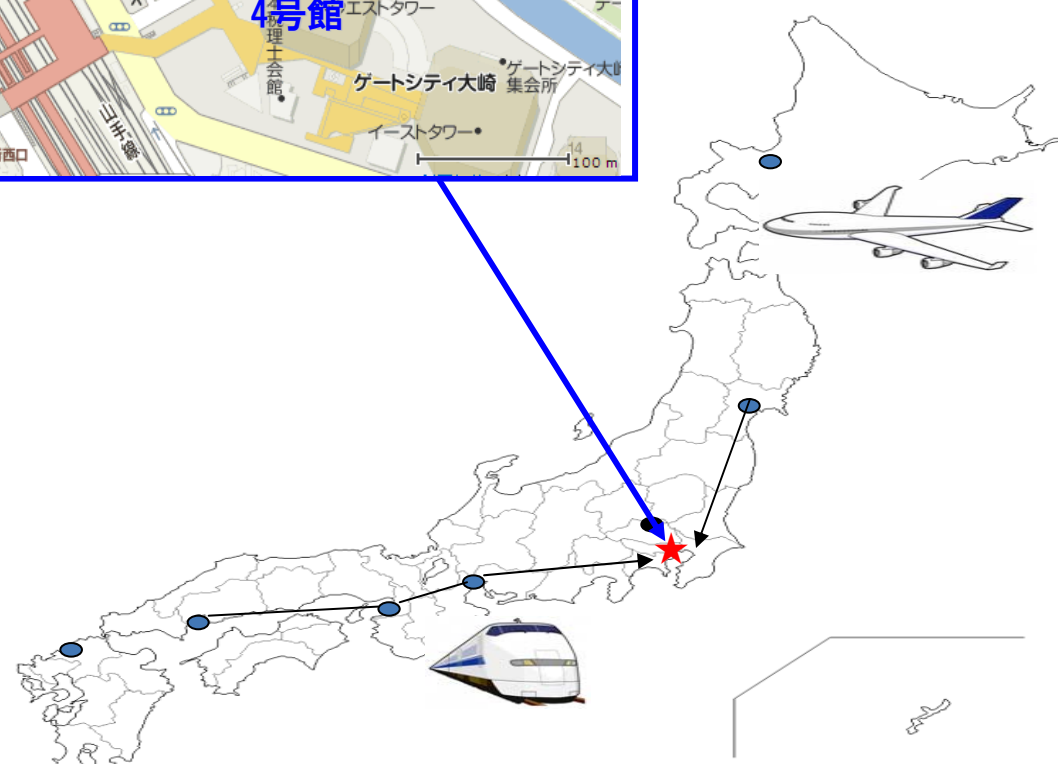 エストタワー
4号館
税理士会館
ゲートシティ大崎
ゲートシティ大
集会所
イーストタワー
山手線
西口
14
100 m